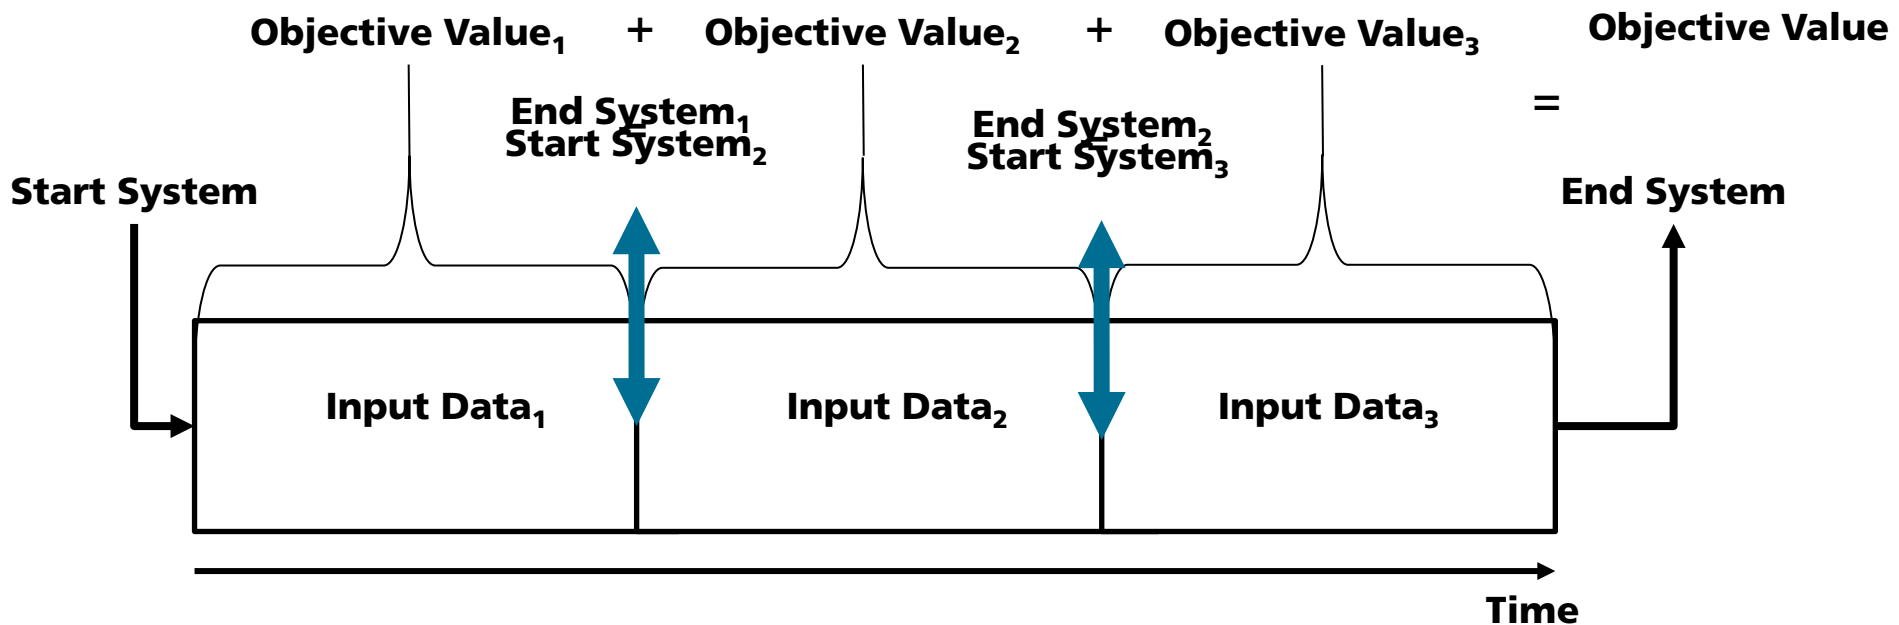 Objective Value₁ + Objective Value₂ + Objective Value₃ Objective Value
=
End System₁
=
Start System₂
End System₂
=
Start System₃
Start System
End System
Input Data₁
Input Data₂
Input Data₃
Time